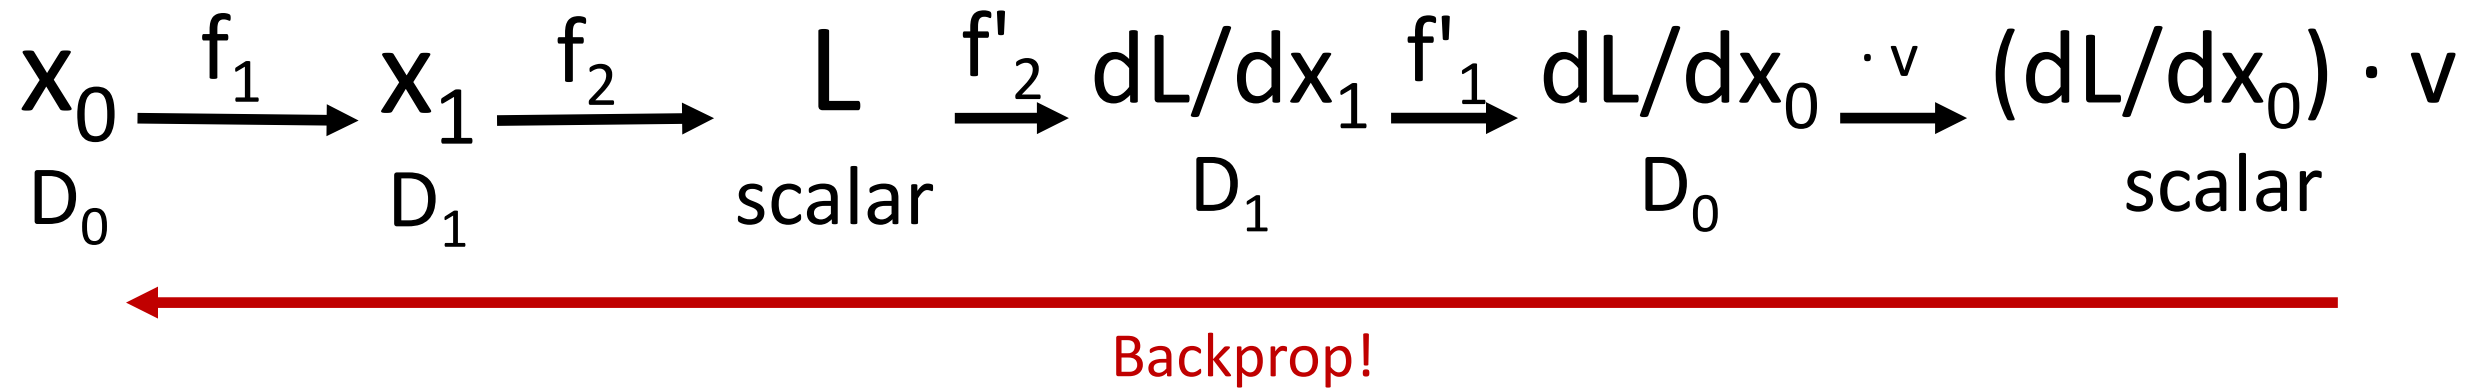 x₀ f₁ x₁ f₂ L f'₂ dL/dx₁ f'₁ dL/dx₀ · v (dL/dx₀) · v
D₀ D₁ scalar D₁ D₀ scalar
Backprop!